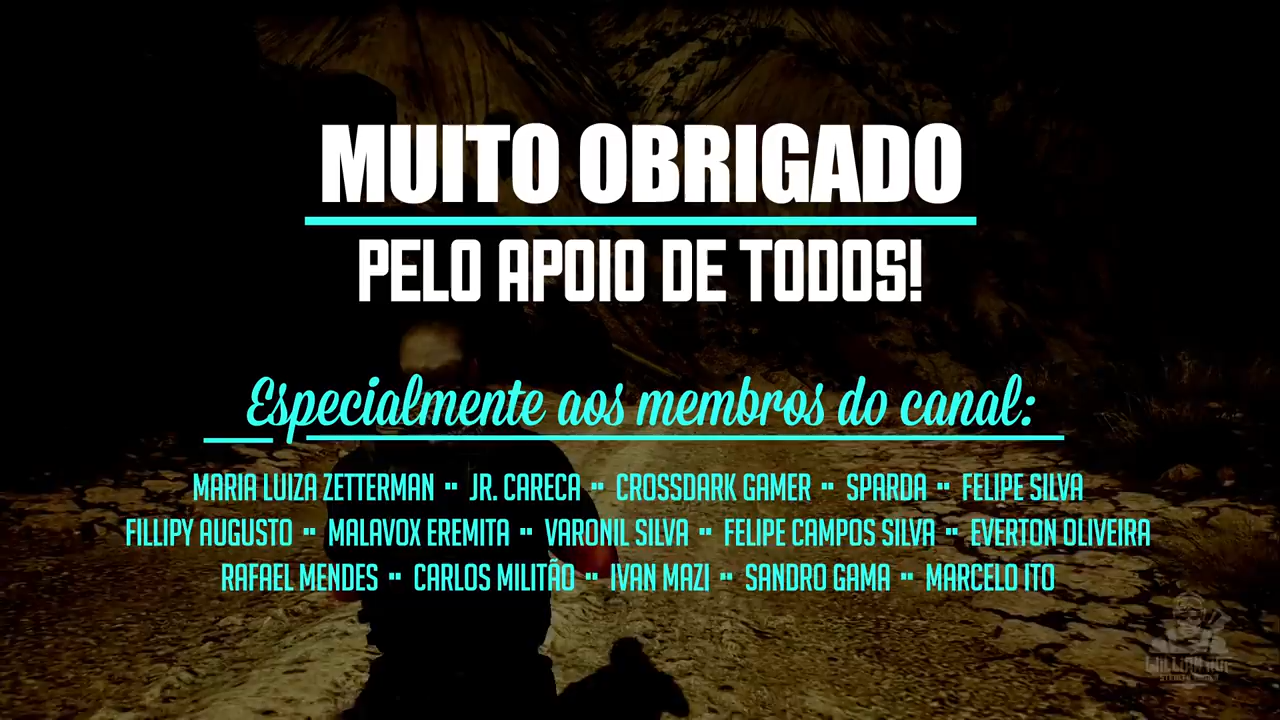 MUITO OBRIGADO
PELO APOIO DE TODOS!
Especialmente aos membros do canal:
MARIA LUIZA ZETTERMAN ▪▪ JR. CARECA ▪▪ CROSSDARK GAMER ▪▪ SPARDA ▪▪ FELIPE SILVA
FILLIPY AUGUSTO ▪▪ MALAVOX EREMITA ▪▪ VARONIL SILVA ▪▪ FELIPE CAMPOS SILVA ▪▪ EVERTON OLIVEIRA
RAFAEL MENDES ▪▪ CARLOS MILITÃO ▪▪ IVAN MAZI ▪▪ SANDRO GAMA ▪▪ MARCELO ITO